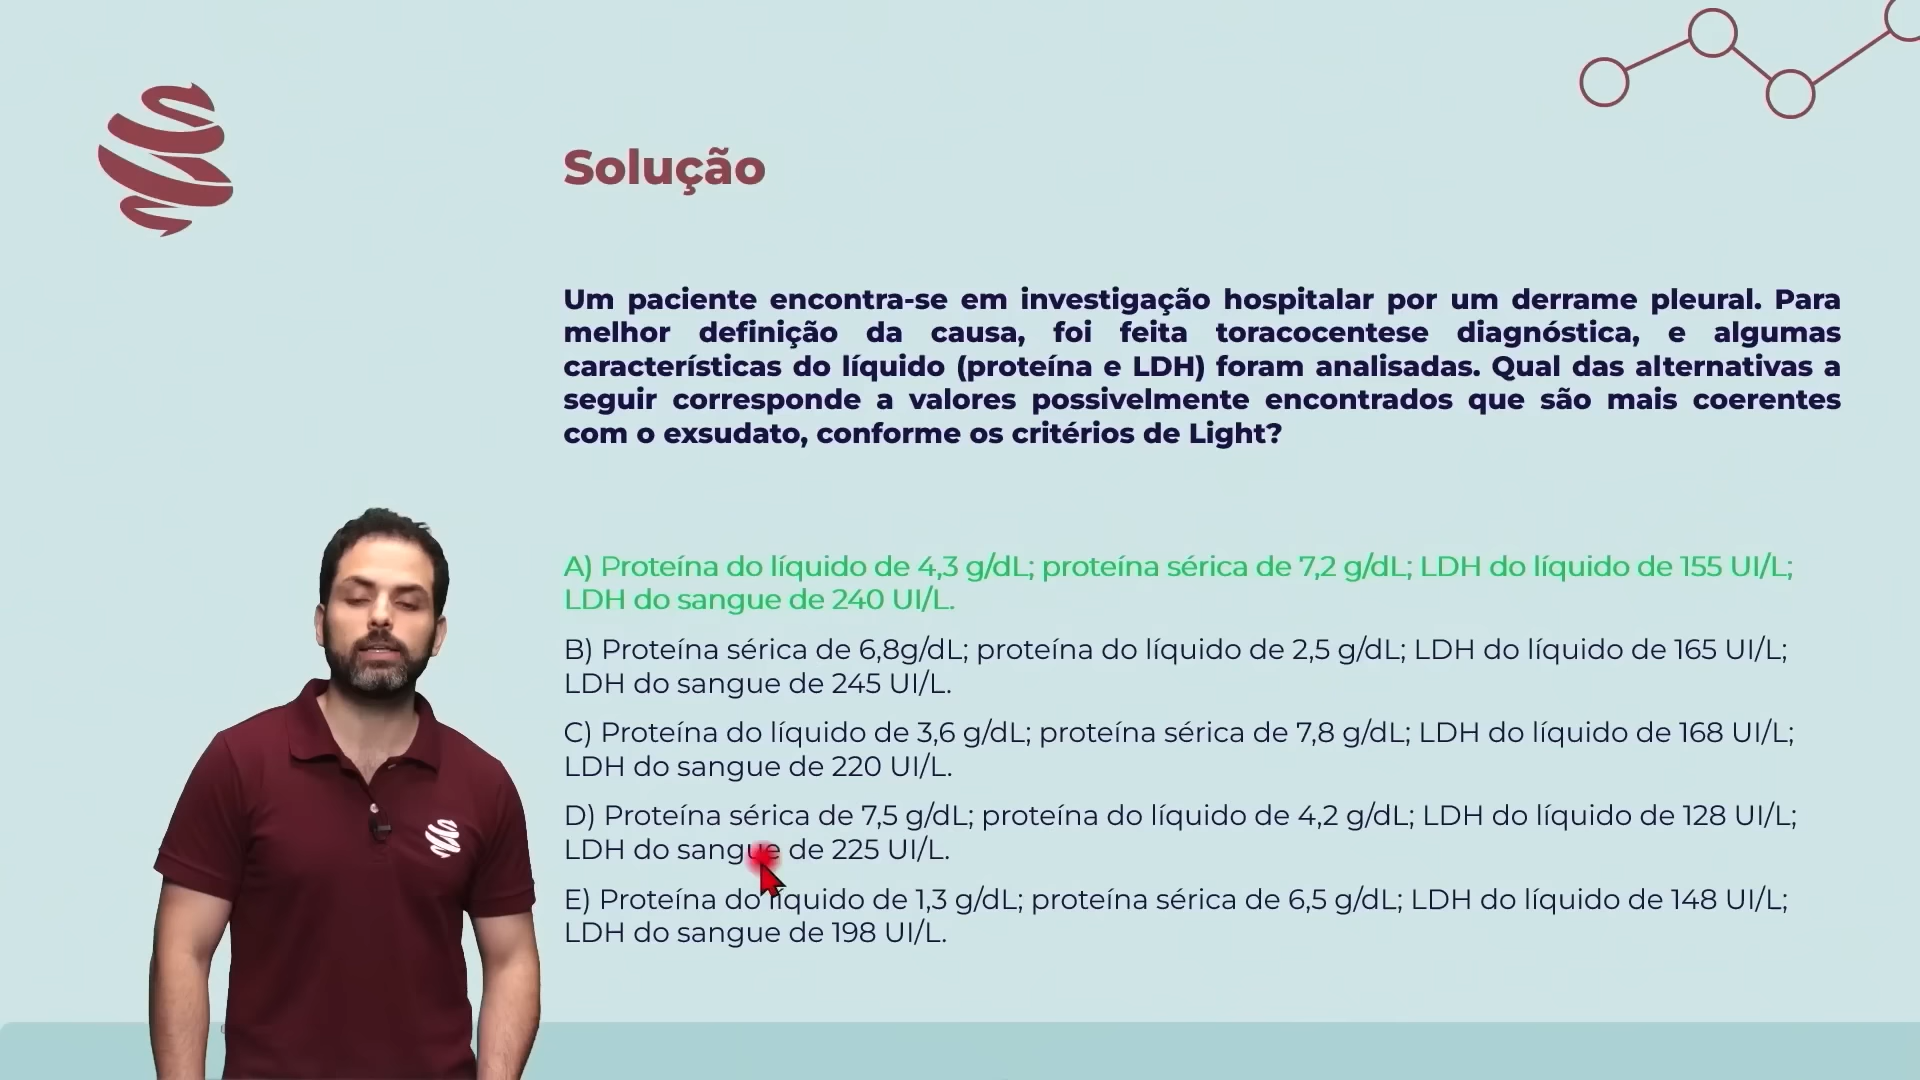 Solução
Um paciente encontra-se em investigação hospitalar por um derrame pleural. Para
melhor definição da causa, foi feita toracocentese diagnóstica, e algumas
características do líquido (proteína e LDH) foram analisadas. Qual das alternativas a
seguir corresponde a valores possivelmente encontrados que são mais coerentes
com o exsudato, conforme os critérios de Light?
A) Proteína do líquido de 4,3 g/dL; proteína sérica de 7,2 g/dL; LDH do líquido de 155 UI/L;
LDH do sangue de 240 UI/L.
B) Proteína sérica de 6,8g/dL; proteína do líquido de 2,5 g/dL; LDH do líquido de 165 UI/L;
LDH do sangue de 245 UI/L.
C) Proteína do líquido de 3,6 g/dL; proteína sérica de 7,8 g/dL; LDH do líquido de 168 UI/L;
LDH do sangue de 220 UI/L.
D) Proteína sérica de 7,5 g/dL; proteína do líquido de 4,2 g/dL; LDH do líquido de 128 UI/L;
LDH do sangue de 225 UI/L.
E) Proteína do líquido de 1,3 g/dL; proteína sérica de 6,5 g/dL; LDH do líquido de 148 UI/L;
LDH do sangue de 198 UI/L.